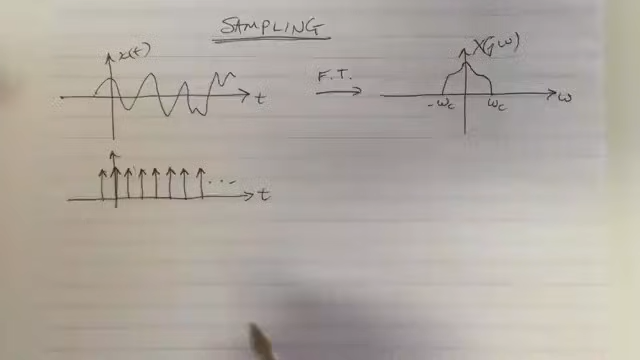 SAMPLING
x(t)
t
F.T.
X(jω)
-ωc
ωc
ω
...
t